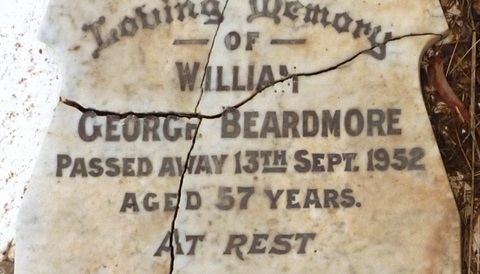 Loving Memory
— OF —
WILLIAM
GEORGE BEARDMORE
PASSED AWAY 13TH SEPT. 1952
AGED 57 YEARS.
AT REST